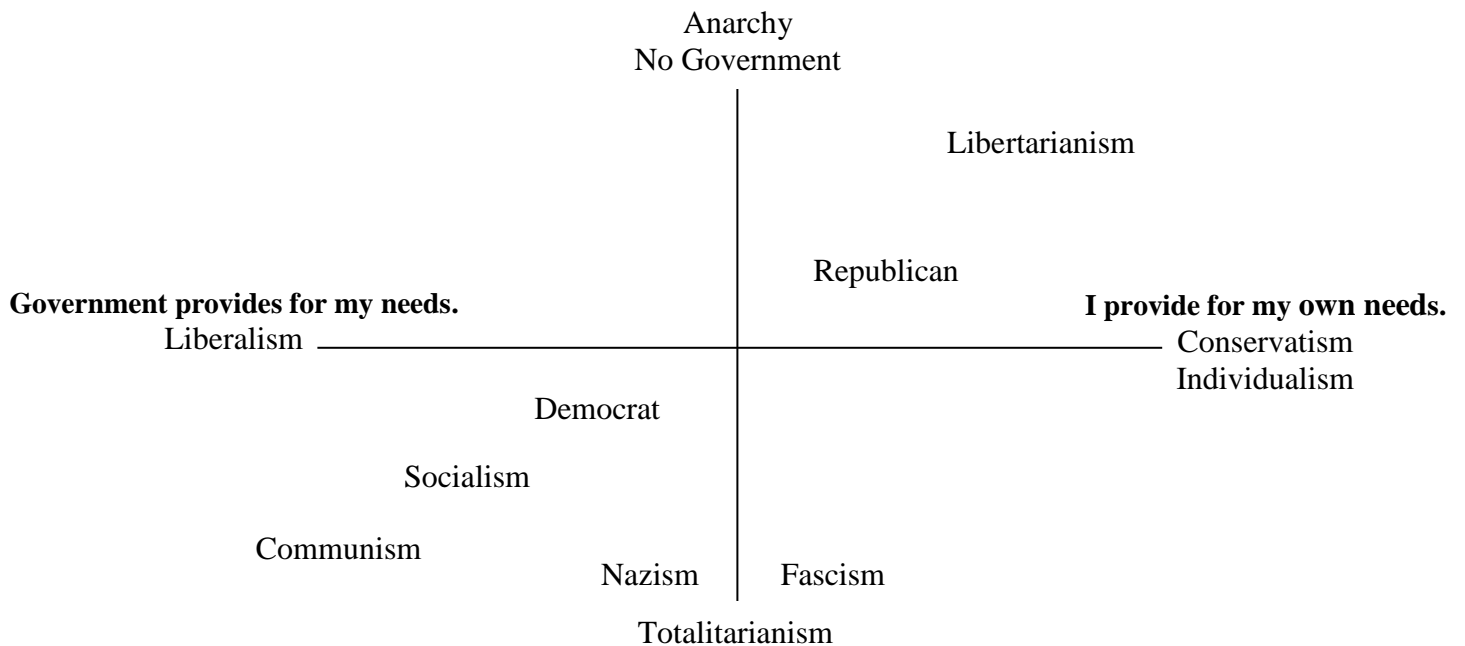 Anarchy
No Government
Libertarianism
Republican
Government provides for my needs.
Liberalism
I provide for my own needs.
Conservatism
Individualism
Democrat
Socialism
Communism
Nazism
Fascism
Totalitarianism